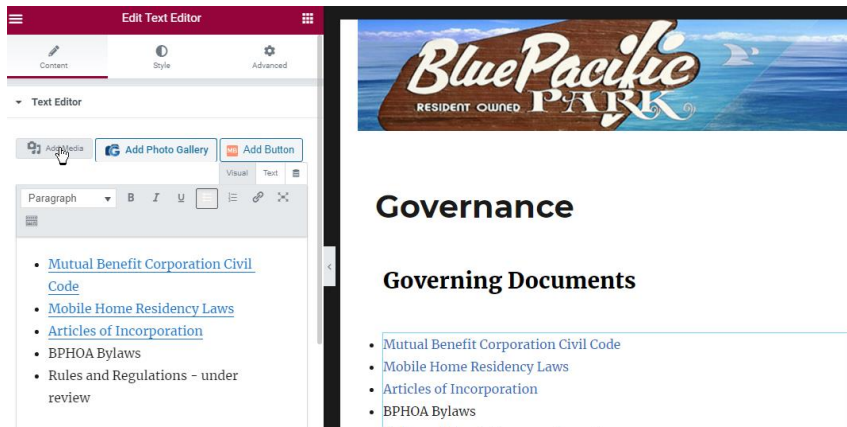 Edit Text Editor
Content
Style
Advanced
Text Editor
Add Media
Add Photo Gallery
MB
Add Button
Visual
Text
Paragraph
B
I
U
Mutual Benefit Corporation Civil
Code
Mobile Home Residency Laws
Articles of Incorporation
BPHOA Bylaws
Rules and Regulations - under
review
Blue Pacific
RESIDENT OWNED PARK
Governance
Governing Documents
Mutual Benefit Corporation Civil Code
Mobile Home Residency Laws
Articles of Incorporation
BPHOA Bylaws